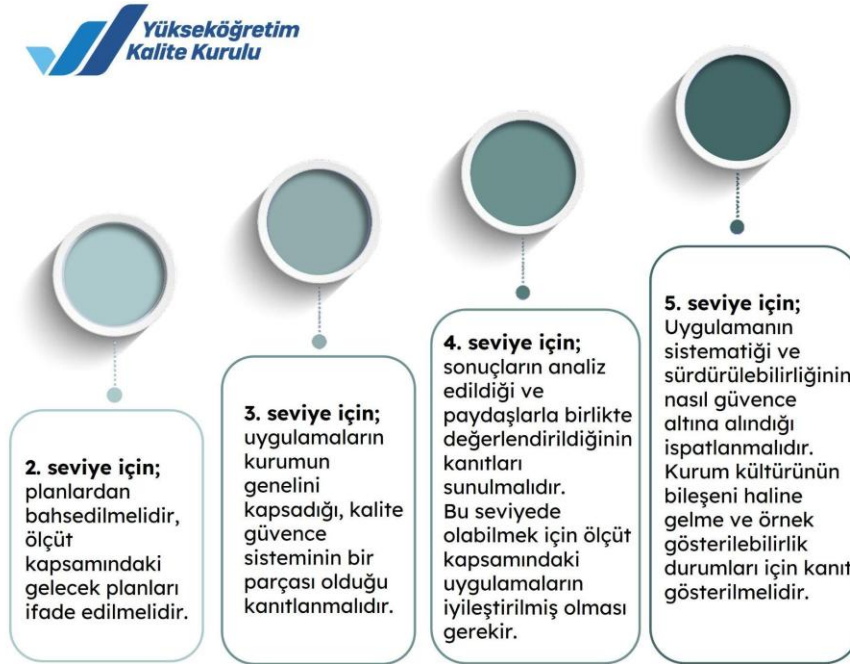 Yükseköğretim
Kalite Kurulu
2. seviye için;
planlardan
bahsedilmelidir,
ölçüt
kapsamındaki
gelecek planları
ifade edilmelidir.
3. seviye için;
uygulamaların
kurumun
genelini
kapsadığı, kalite
güvence
sisteminin bir
parçası olduğu
kanıtlanmalıdır.
4. seviye için;
sonuçların analiz
edildiği ve
paydaşlarla birlikte
değerlendirildiğinin
kanıtları
sunulmalıdır.
Bu seviyede
olabilmek için ölçüt
kapsamındaki
uygulamaların
iyileştirilmiş olması
gerekir.
5. seviye için;
Uygulamanın
sistematiği ve
sürdürülebilirliğinin
nasıl güvence
altına alındığı
ispatlanmalıdır.
Kurum kültürünün
bileşeni haline
gelme ve örnek
gösterilebilirlik
durumları için kanıt
gösterilmelidir.